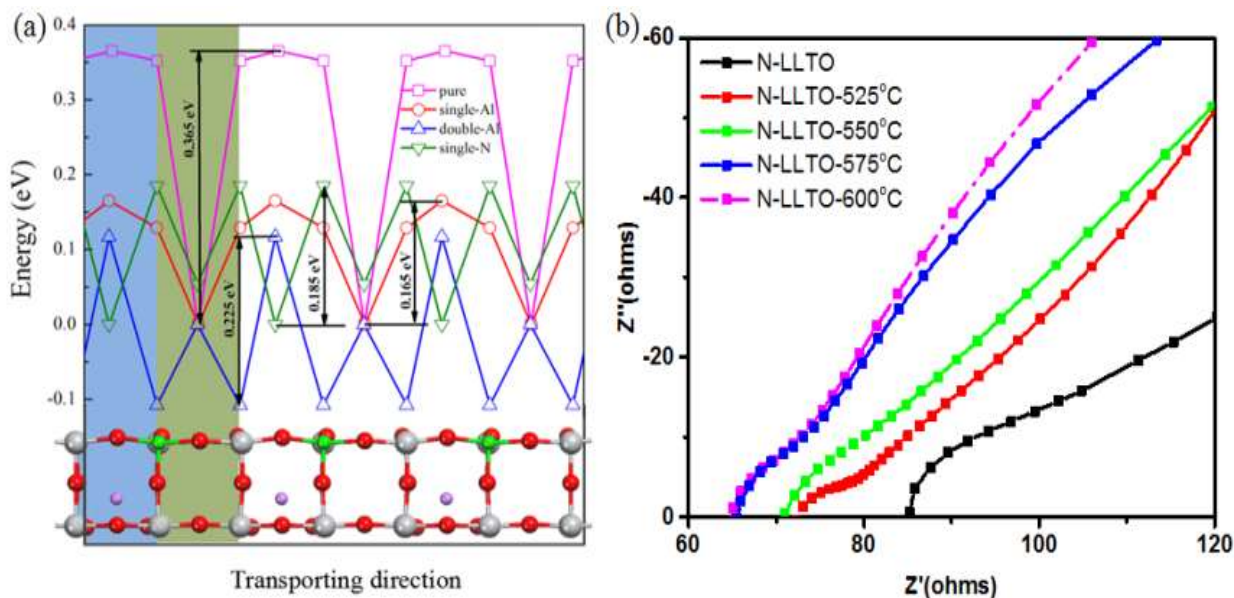 (a)
0.4
0.3
0.2
0.1
0.0
-0.1
Energy (eV)
0.365 eV
0.225 eV
0.185 eV
0.165 eV
pure
single-Al
double-Al
single-N
Transporting direction
(b)
-60
-40
-20
0
Z''(ohms)
N-LLTO
N-LLTO-525°C
N-LLTO-550°C
N-LLTO-575°C
N-LLTO-600°C
60
80
100
120
Z'(ohms)